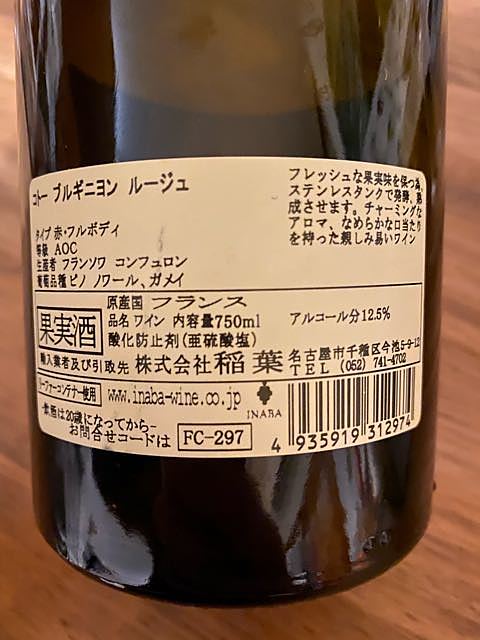 コトー ブルギニヨン ルージュ
タイプ 赤・フルボディ
等級 AOC
生産者 フランソワ コンフュロン
葡萄品種 ピノ ノワール、ガメイ
フレッシュな果実味を保つ為、
ステンレスタンクで発酵、熟
成させます。チャーミングな
アロマ、なめらかな口当たり
を持った親しみ易いワイン
果実酒
原産国 フランス
品名 ワイン 内容量750ml
アルコール分12.5%
酸化防止剤(亜硫酸塩)
輸入業者及び引取先 株式会社 稲葉
名古屋市千種区今池5-9-12
TEL (052) 741-4702
リーファーコンテナー使用
www.inaba-wine.co.jp
INABA
-飲酒は20歳になってから-
お問合せコードは FC-297
4 935919 312974